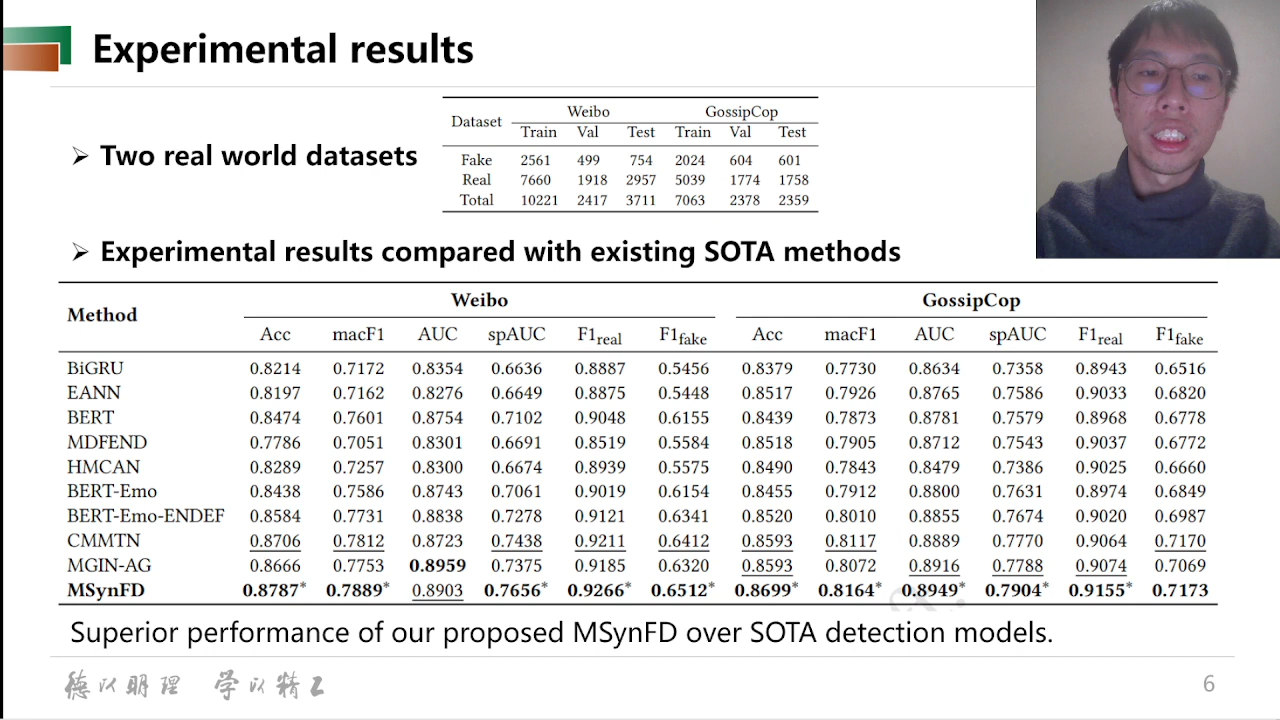 Experimental results
➢ Two real world datasets
Dataset Weibo GossipCop
Train Val Test Train Val Test
Fake 2561 499 754 2024 604 601
Real 7660 1918 2957 5039 1774 1758
Total 10221 2417 3711 7063 2378 2359
➢ Experimental results compared with existing SOTA methods
Method Weibo GossipCop
Acc macF1 AUC spAUC F1real F1fake Acc macF1 AUC spAUC F1real F1fake
BiGRU 0.8214 0.7172 0.8354 0.6636 0.8887 0.5456 0.8379 0.7730 0.8634 0.7358 0.8943 0.6516
EANN 0.8197 0.7162 0.8276 0.6649 0.8875 0.5448 0.8517 0.7926 0.8765 0.7586 0.9033 0.6820
BERT 0.8474 0.7601 0.8754 0.7102 0.9048 0.6155 0.8439 0.7873 0.8781 0.7579 0.8968 0.6778
MDFEND 0.7786 0.7051 0.8301 0.6691 0.8519 0.5584 0.8518 0.7905 0.8712 0.7543 0.9037 0.6772
HMCAN 0.8289 0.7257 0.8300 0.6674 0.8939 0.5575 0.8490 0.7843 0.8479 0.7386 0.9025 0.6660
BERT-Emo 0.8438 0.7586 0.8743 0.7061 0.9019 0.6154 0.8455 0.7912 0.8800 0.7631 0.8974 0.6849
BERT-Emo-ENDEF 0.8584 0.7731 0.8838 0.7278 0.9121 0.6341 0.8520 0.8010 0.8855 0.7674 0.9020 0.6987
CMMTN 0.8706 0.7812 0.8723 0.7438 0.9211 0.6412 0.8593 0.8117 0.8889 0.7770 0.9064 0.7170
MGIN-AG 0.8666 0.7753 0.8959 0.7375 0.9185 0.6320 0.8593 0.8072 0.8916 0.7788 0.9074 0.7069
MSynFD 0.8787* 0.7889* 0.8903 0.7656* 0.9266* 0.6512* 0.8699* 0.8164* 0.8949* 0.7904* 0.9155* 0.7173
Superior performance of our proposed MSynFD over SOTA detection models.
德以明理 学以精工 6